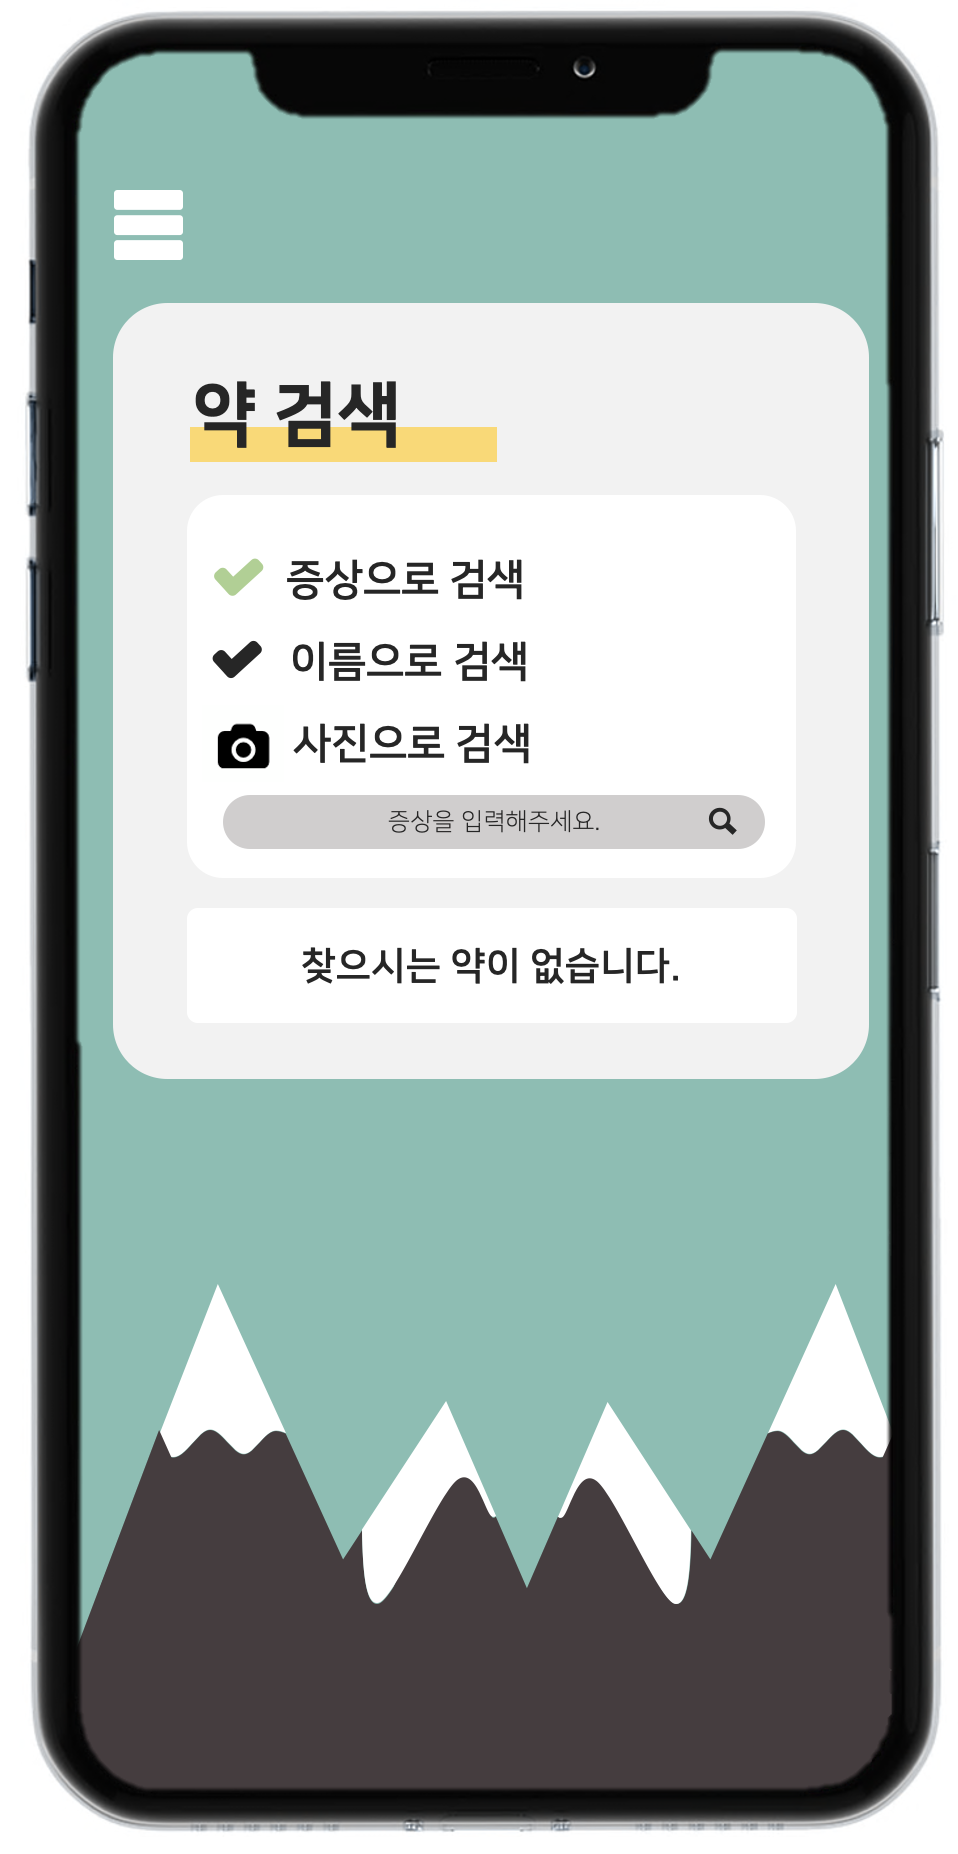 약 검색
증상으로 검색
이름으로 검색
사진으로 검색
증상을 입력해주세요.
찾으시는 약이 없습니다.